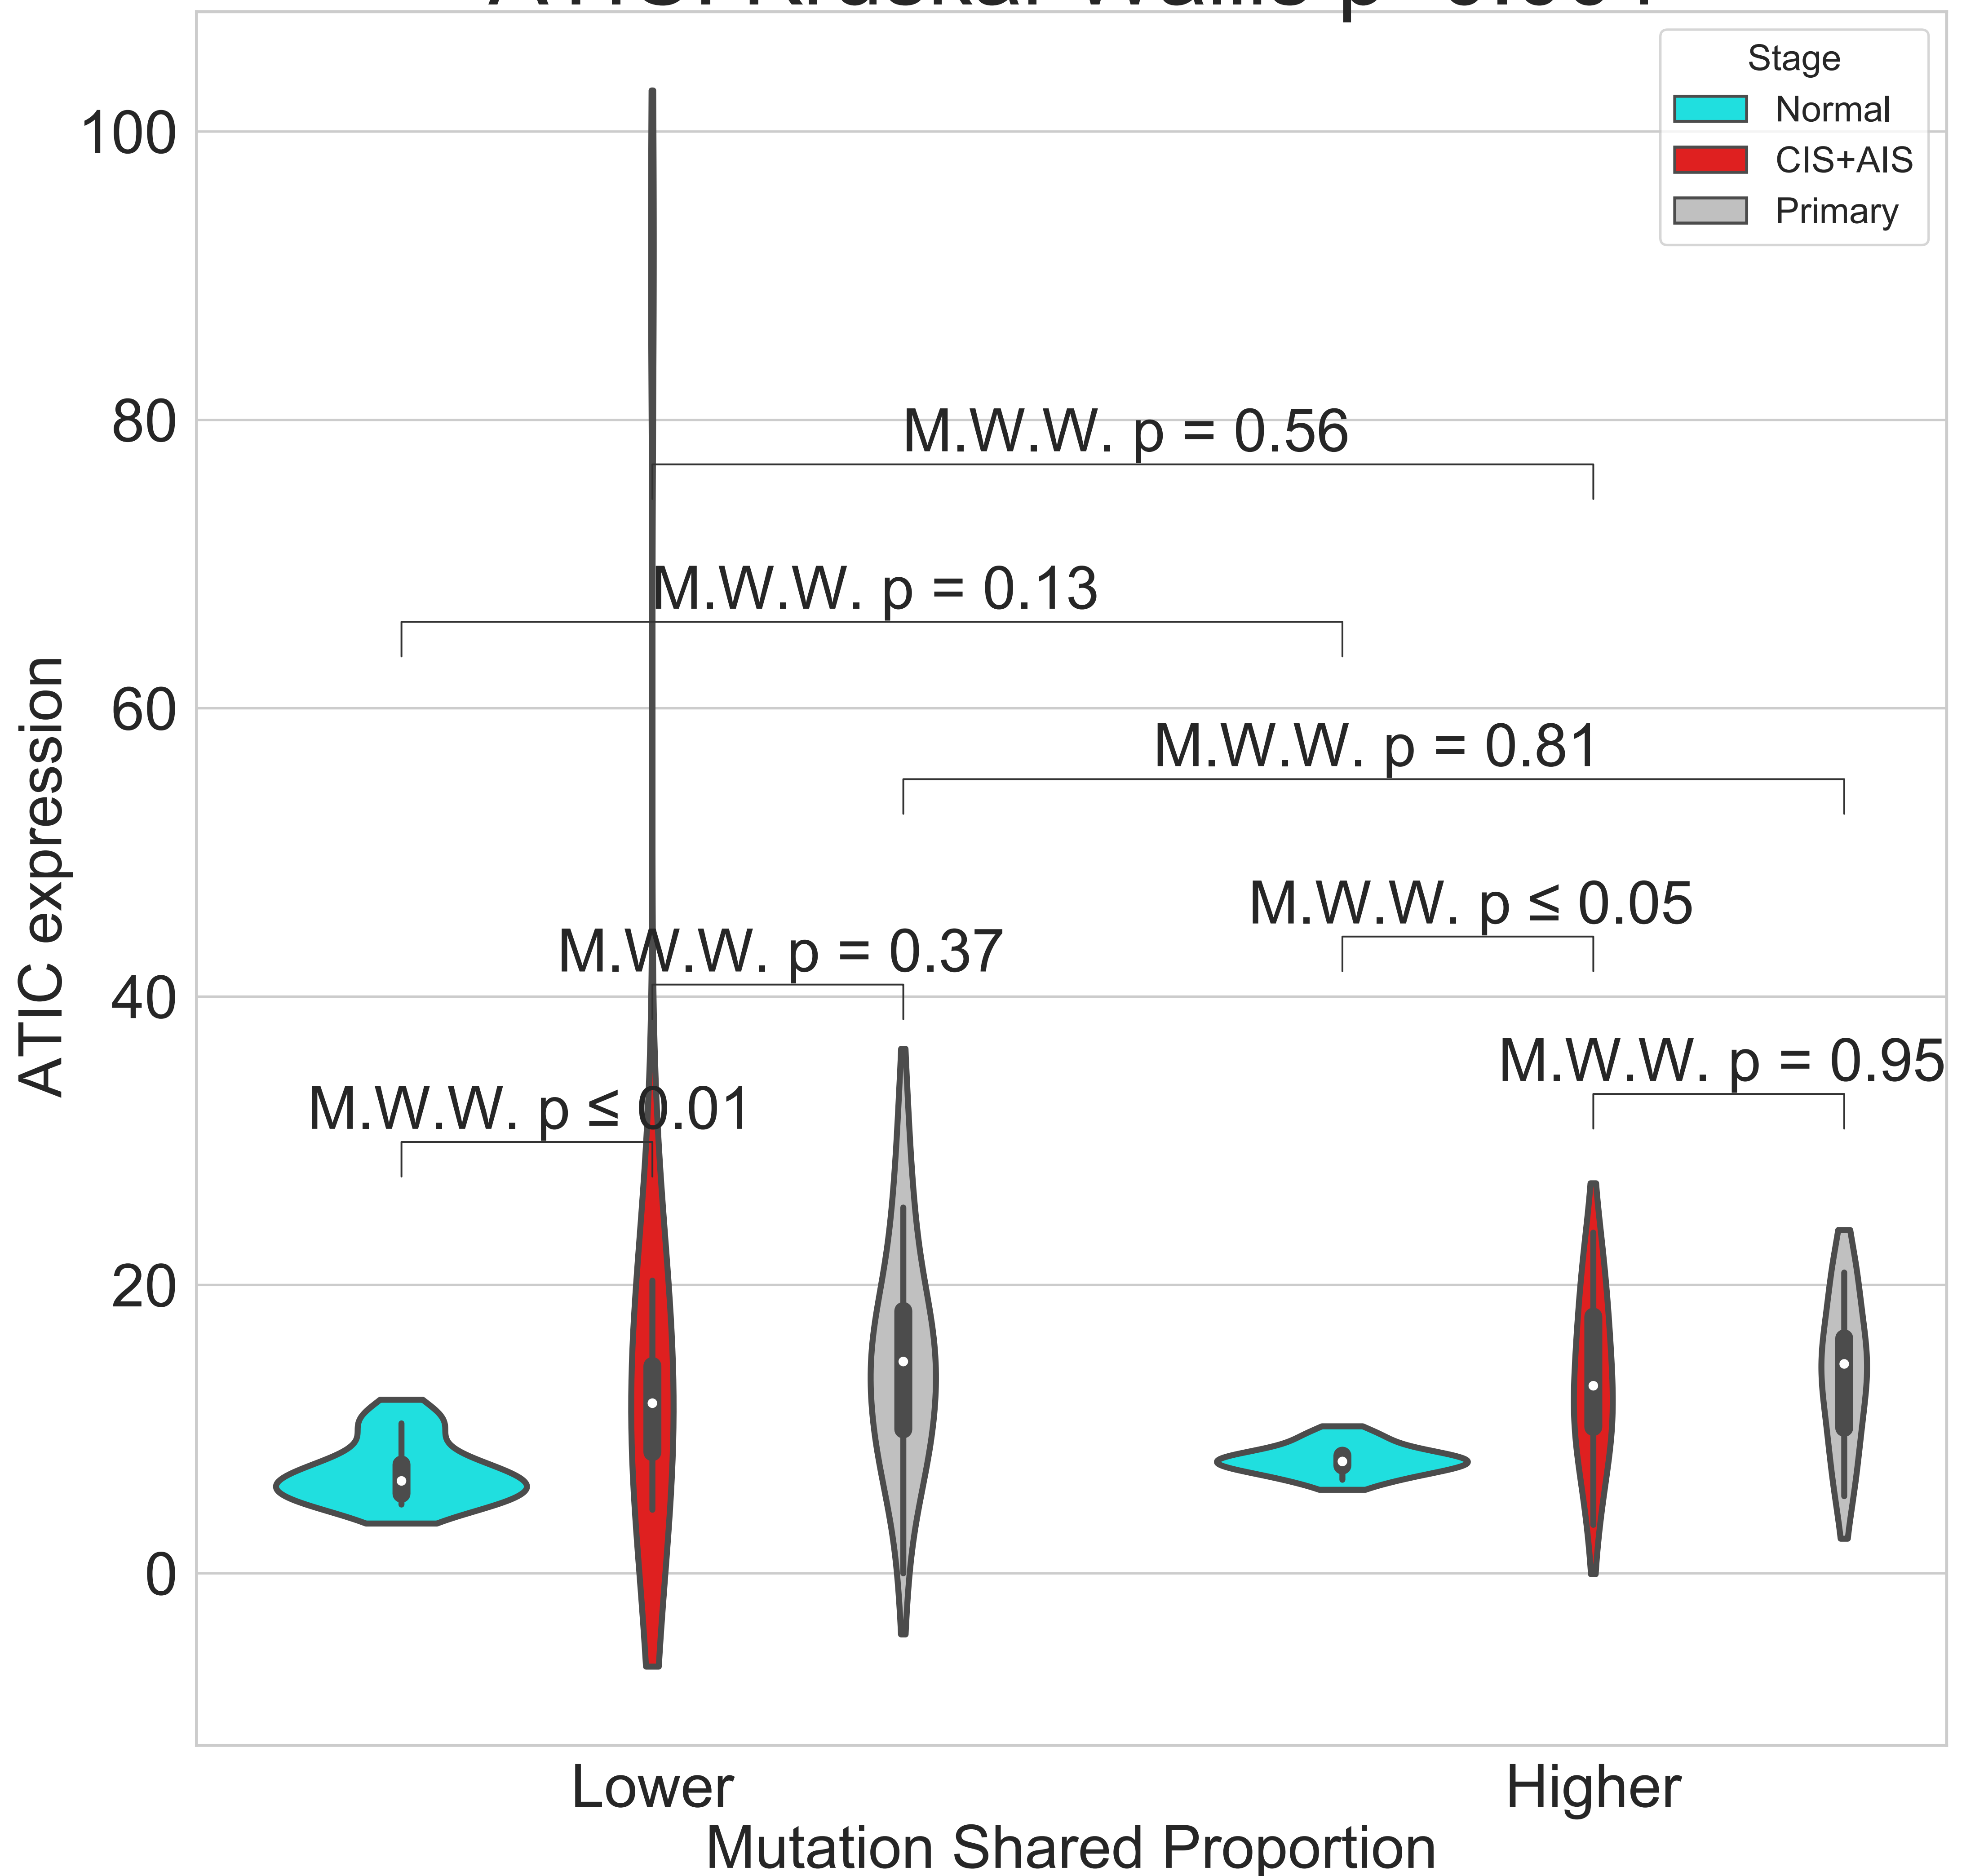 Stage
Normal
CIS+AIS
Primary
100
80
60
40
20
0
ATIC expression
M.W.W. p = 0.56
M.W.W. p = 0.13
M.W.W. p = 0.81
M.W.W. p ≤ 0.05
M.W.W. p = 0.37
M.W.W. p = 0.95
M.W.W. p ≤ 0.01
Lower
Higher
Mutation Shared Proportion